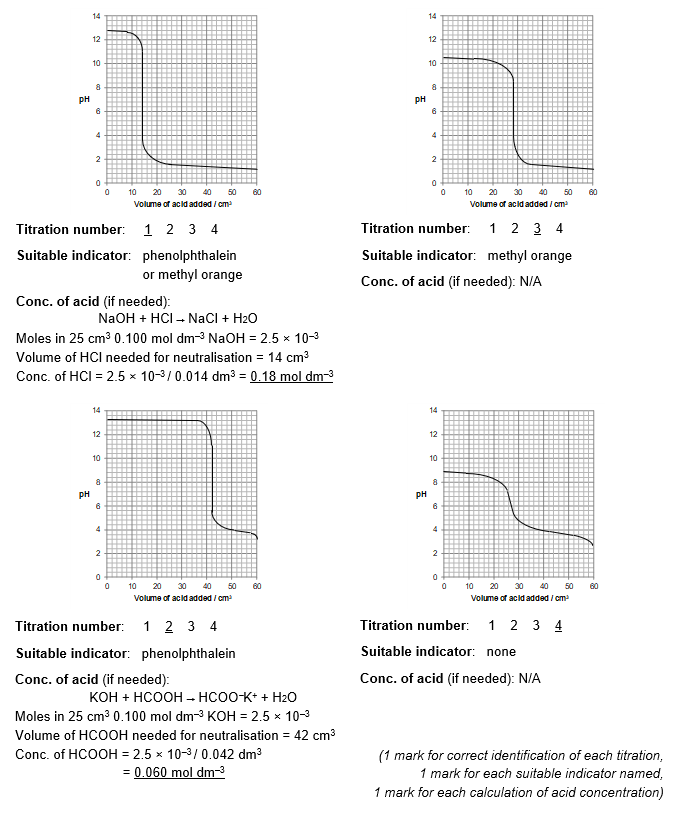 14
12
10
8
pH
6
4
2
0
0 10 20 30 40 50 60
Volume of acid added / cm³
Titration number: 1 2 3 4
Suitable indicator: phenolphthalein
or methyl orange
Conc. of acid (if needed):
NaOH + HCl → NaCl + H2O
Moles in 25 cm³ 0.100 mol dm⁻³ NaOH = 2.5 × 10⁻³
Volume of HCl needed for neutralisation = 14 cm³
Conc. of HCl = 2.5 × 10⁻³ / 0.014 dm³ = 0.18 mol dm⁻³
14
12
10
8
pH
6
4
2
0
0 10 20 30 40 50 60
Volume of acid added / cm³
Titration number: 1 2 3 4
Suitable indicator: methyl orange
Conc. of acid (if needed): N/A
14
12
10
8
pH
6
4
2
0
0 10 20 30 40 50 60
Volume of acid added / cm³
Titration number: 1 2 3 4
Suitable indicator: phenolphthalein
Conc. of acid (if needed):
KOH + HCOOH → HCOO⁻K⁺ + H2O
Moles in 25 cm³ 0.100 mol dm⁻³ KOH = 2.5 × 10⁻³
Volume of HCOOH needed for neutralisation = 42 cm³
Conc. of HCOOH = 2.5 × 10⁻³ / 0.042 dm³
= 0.060 mol dm⁻³
14
12
10
8
pH
6
4
2
0
0 10 20 30 40 50 60
Volume of acid added / cm³
Titration number: 1 2 3 4
Suitable indicator: none
Conc. of acid (if needed): N/A
(1 mark for correct identification of each titration,
1 mark for each suitable indicator named,
1 mark for each calculation of acid concentration)